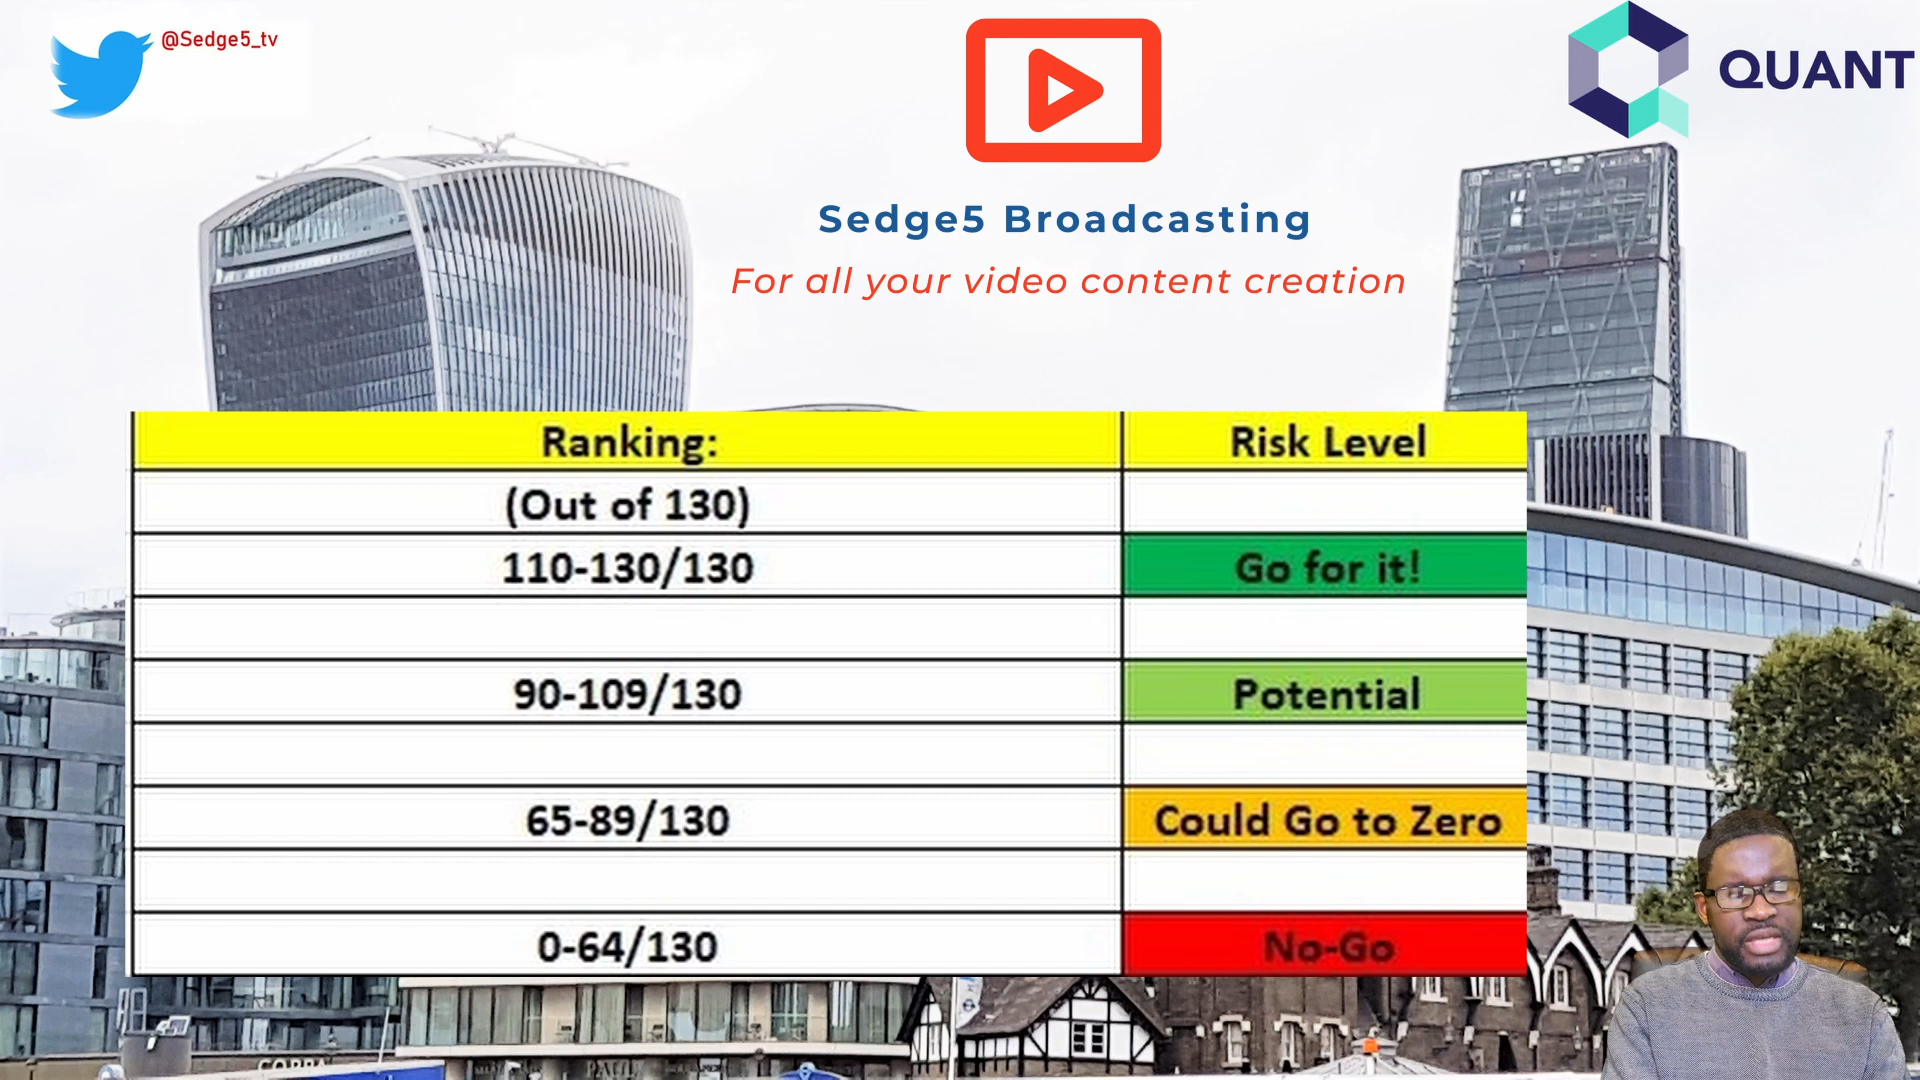 @Sedge5_tv
QUANT
Sedge5 Broadcasting
For all your video content creation
Ranking: Risk Level
(Out of 130)
110-130/130 Go for it!
90-109/130 Potential
65-89/130 Could Go to Zero
0-64/130 No-Go